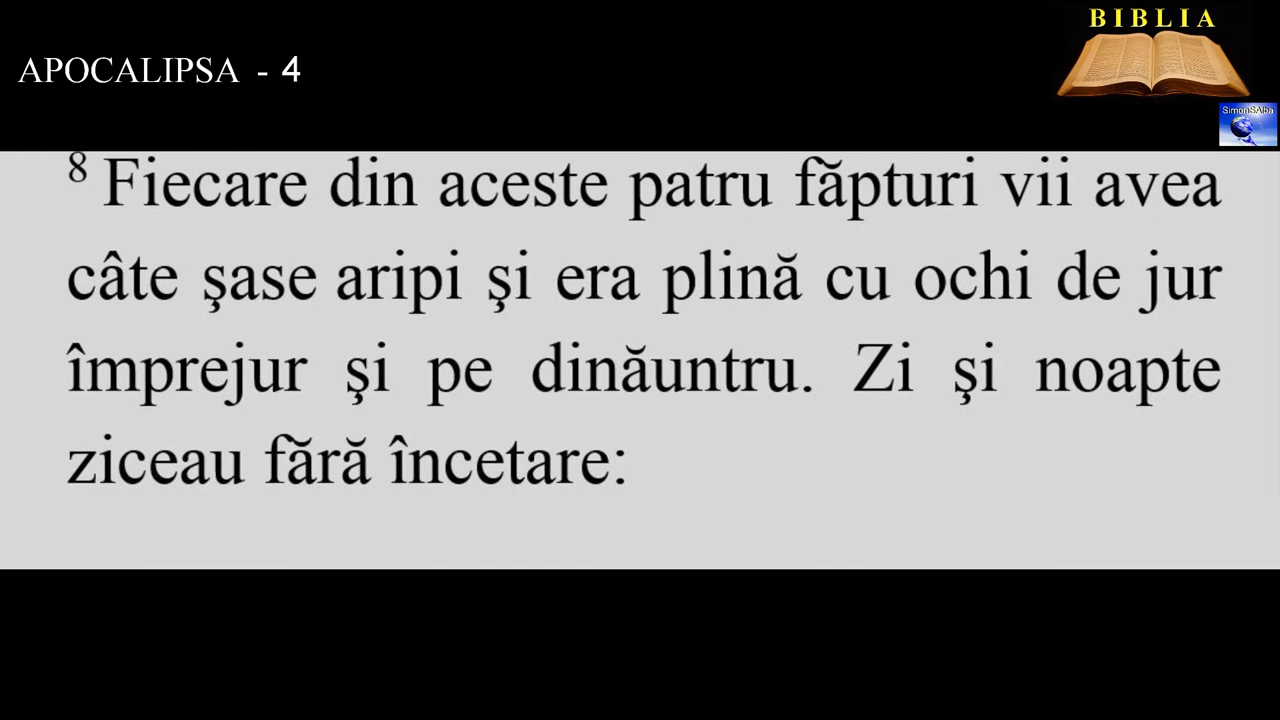 BIBLIA
APOCALIPSA - 4
SimonSAlba
8 Fiecare din aceste patru făpturi vii avea
câte şase aripi şi era plină cu ochi de jur
împrejur şi pe dinăuntru. Zi şi noapte
ziceau fără încetare: